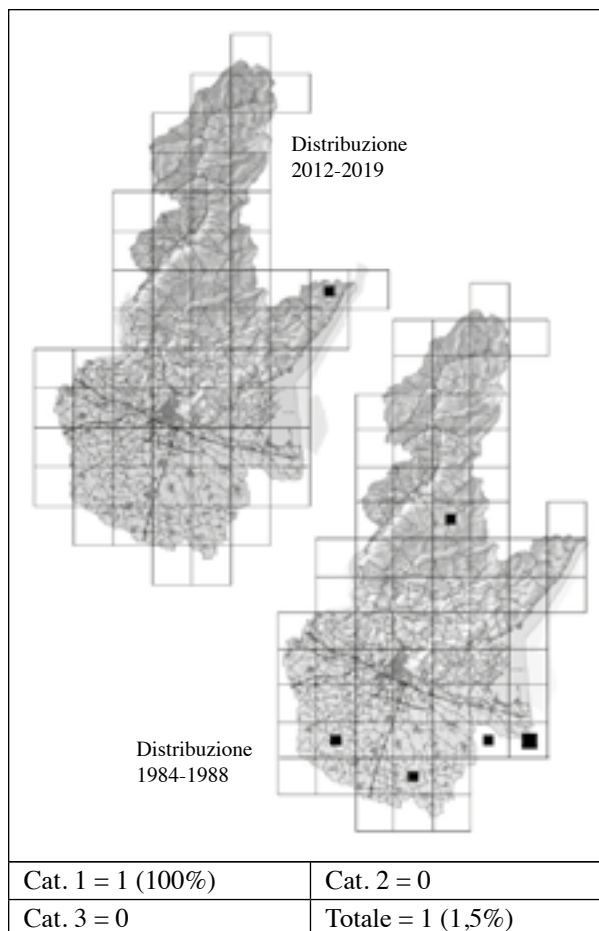 Distribuzione
2012-2019
Distribuzione
1984-1988
Cat. 1 = 1 (100%)
Cat. 2 = 0
Cat. 3 = 0
Totale = 1 (1,5%)